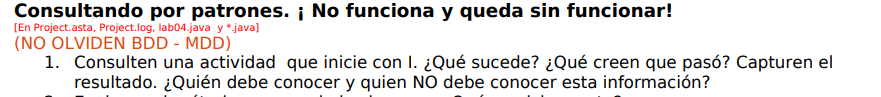 Consultando por patrones. ¡ No funciona y queda sin funcionar!
[En Project.asta, Project.log, lab04.java y *.java]
(NO OLVIDEN BDD - MDD)
1. Consulten una actividad que inicie con I. ¿Qué sucede? ¿Qué creen que pasó? Capturen el
resultado. ¿Quién debe conocer y quien NO debe conocer esta información?